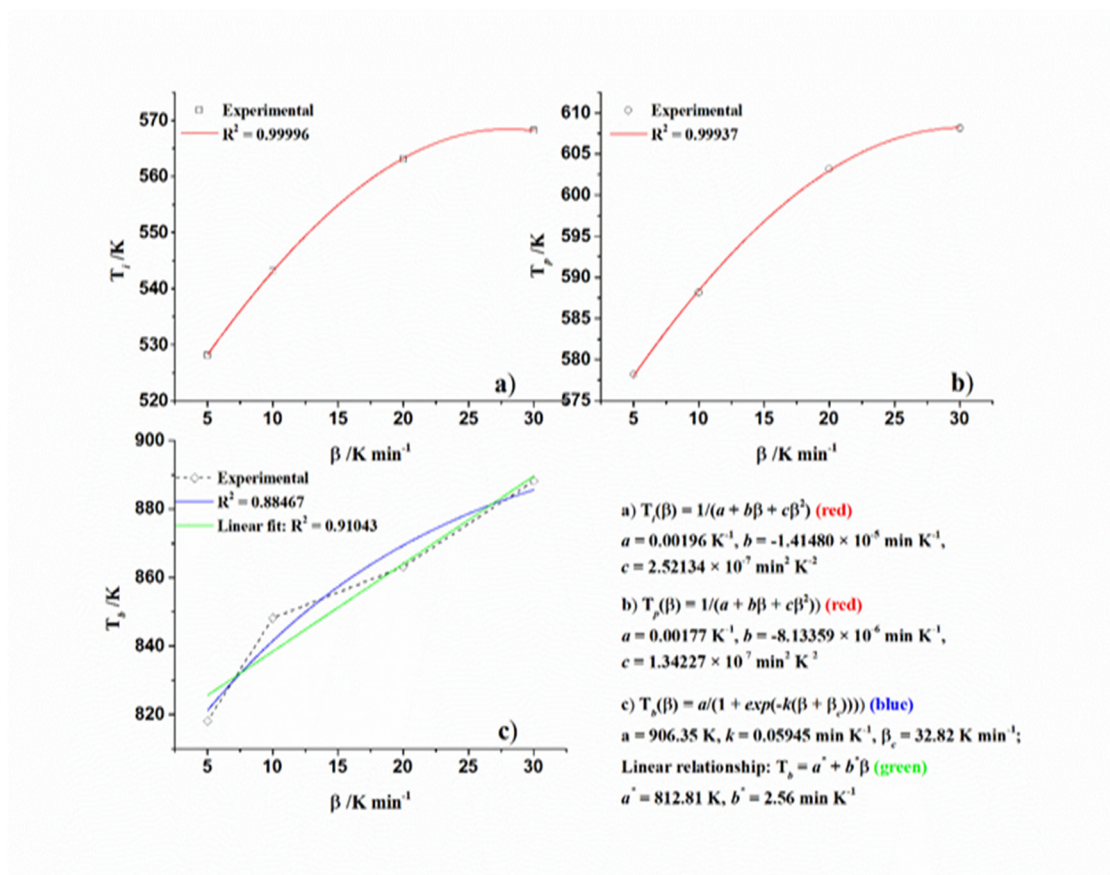 570
560
550
540
530
520
T_i /K
Experimental
R² = 0.99996
a)
5 10 15 20 25 30
β /K min⁻¹
610
605
600
595
590
585
580
575
T_p /K
Experimental
R² = 0.99937
b)
5 10 15 20 25 30
β /K min⁻¹
900
880
860
840
820
T_b /K
Experimental
R² = 0.88467
Linear fit: R² = 0.91043
c)
5 10 15 20 25 30
β /K min⁻¹
a) T_i(β) = 1/(a + bβ + cβ²) (red)
a = 0.00196 K⁻¹, b = -1.41480 × 10⁻⁵ min K⁻¹,
c = 2.52134 × 10⁻⁷ min² K⁻²
b) T_p(β) = 1/(a + bβ + cβ²)) (red)
a = 0.00177 K⁻¹, b = -8.13359 × 10⁻⁶ min K⁻¹,
c = 1.34227 × 10⁻⁷ min² K⁻²
c) T_b(β) = a/(1 + exp(-k(β + β_c)))) (blue)
a = 906.35 K, k = 0.05945 min K⁻¹, β_c = 32.82 K min⁻¹;
Linear relationship: T_b = a* + b*β (green)
a* = 812.81 K, b* = 2.56 min K⁻¹